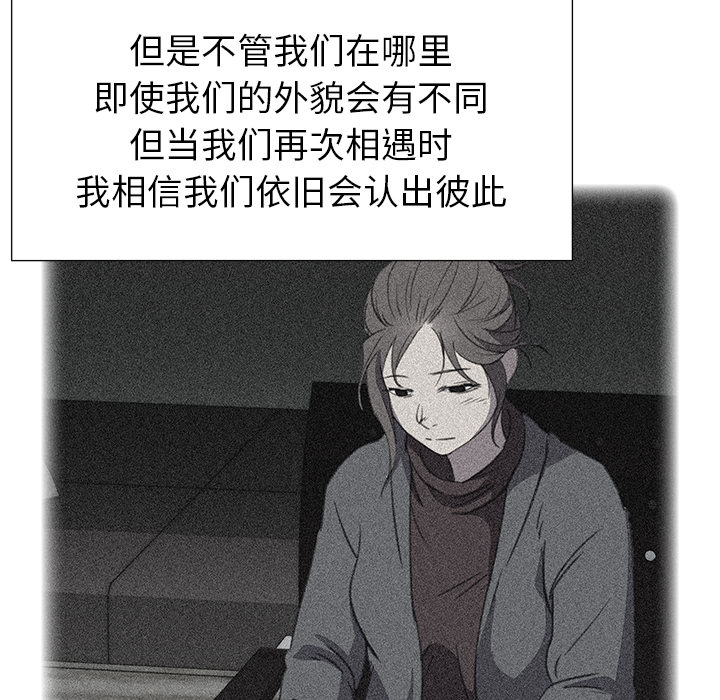 但是不管我们在哪里
即使我们的外貌会有不同
但当我们再次相遇时
我相信我们依旧会认出彼此